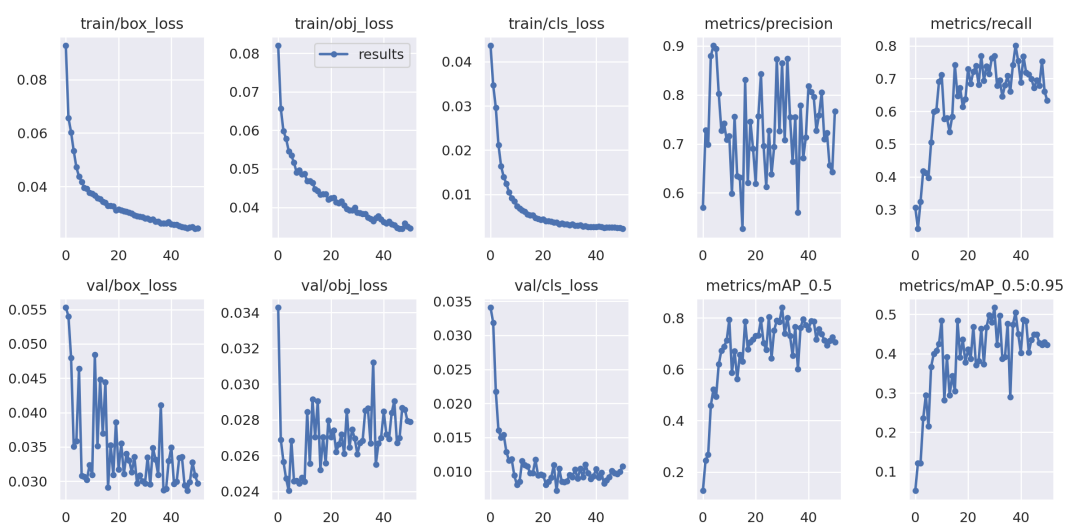 train/box_loss
train/obj_loss
train/cls_loss
metrics/precision
metrics/recall
0.08
0.06
0.04
0 20 40
results
0.08
0.07
0.06
0.05
0.04
0 20 40
0.04
0.03
0.02
0.01
0 20 40
0.9
0.8
0.7
0.6
0 20 40
0.8
0.7
0.6
0.5
0.4
0.3
0 20 40
val/box_loss
val/obj_loss
val/cls_loss
metrics/mAP_0.5
metrics/mAP_0.5:0.95
0.055
0.050
0.045
0.040
0.035
0.030
0 20 40
0.034
0.032
0.030
0.028
0.026
0.024
0 20 40
0.035
0.030
0.025
0.020
0.015
0.010
0 20 40
0.8
0.6
0.4
0.2
0 20 40
0.5
0.4
0.3
0.2
0.1
0 20 40